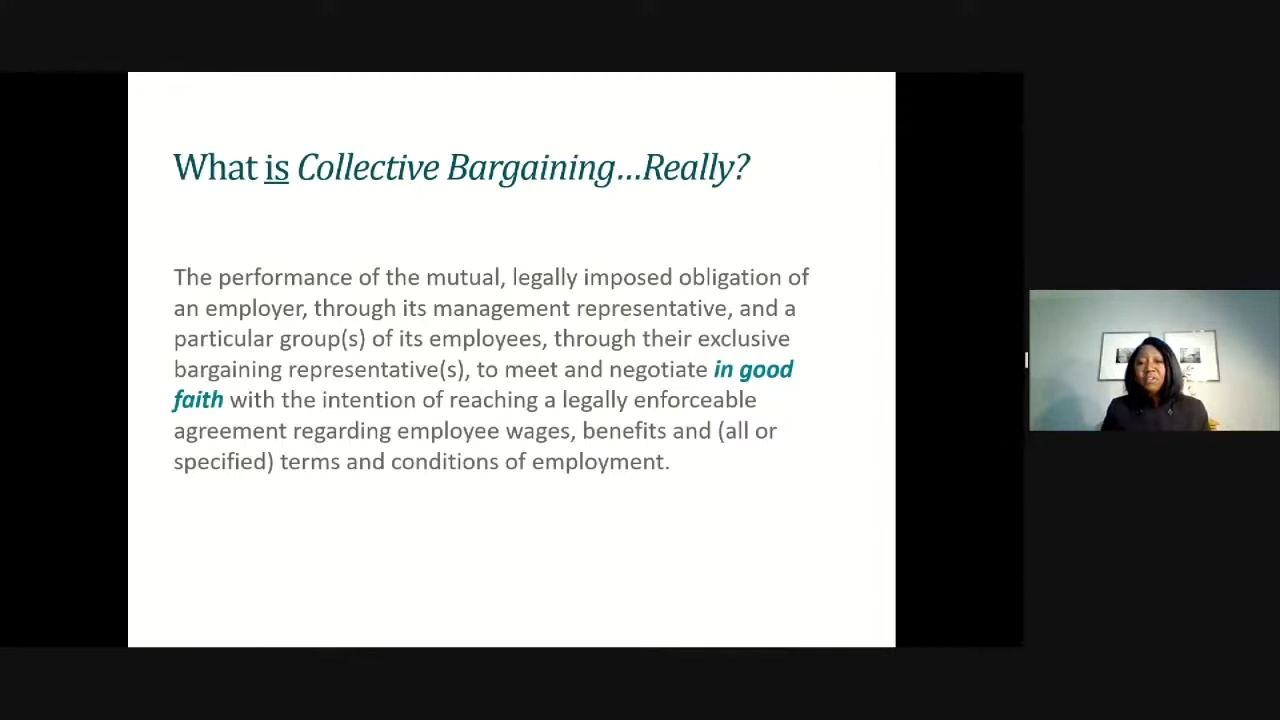 What is Collective Bargaining…Really?
The performance of the mutual, legally imposed obligation of
an employer, through its management representative, and a
particular group(s) of its employees, through their exclusive
bargaining representative(s), to meet and negotiate in good
faith with the intention of reaching a legally enforceable
agreement regarding employee wages, benefits and (all or
specified) terms and conditions of employment.